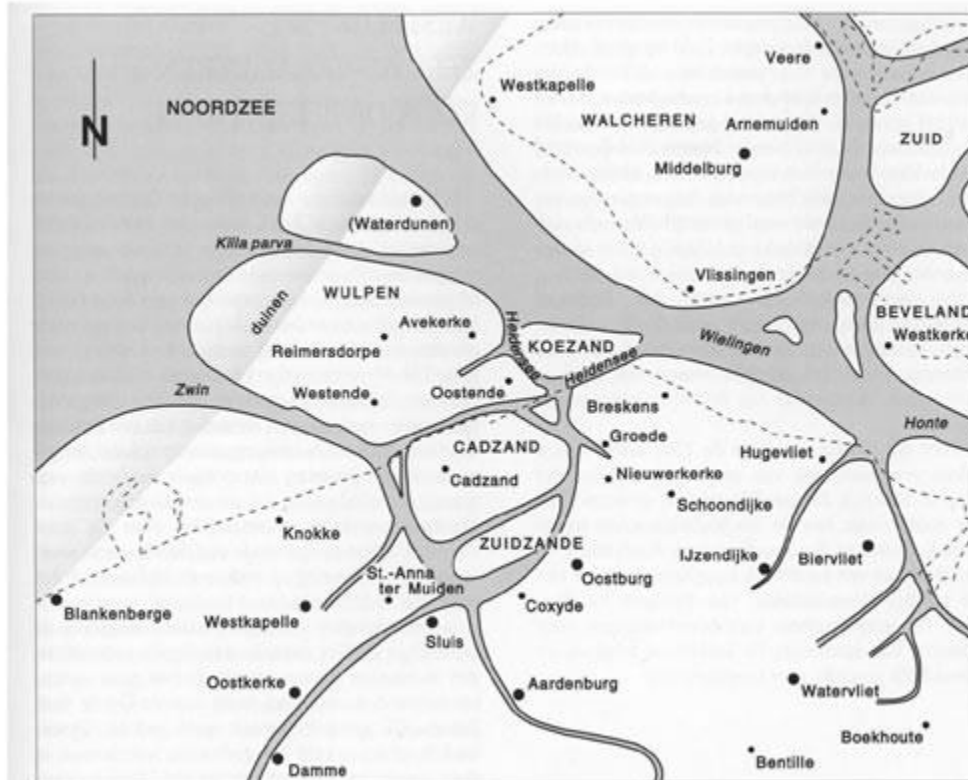 Veere
NOORDZEE
Westkapelle
WALCHEREN
Arnemuiden
N
ZUID
Middelburg
(Waterdunen)
Killa parva
Vlissingen
duinen
WULPEN
BEVELAND
Avekerke
Heidensee
KOEZAND
Wielingen
Westkerke
Reimersdorpe
Heidensee
Zwin
Westende
Oostende
Breskens
Honte
CADZAND
Groede
Hugevliet
Cadzand
Nieuwerkerke
Schoondijke
Knokke
ZUIDZANDE
IJzendijke
Biervliet
St.-Anna
ter Muiden
Oostburg
Blankenberge
Westkapelle
Coxyde
Sluis
Oostkerke
Aardenburg
Watervliet
Boekhoute
Damme
Bentille